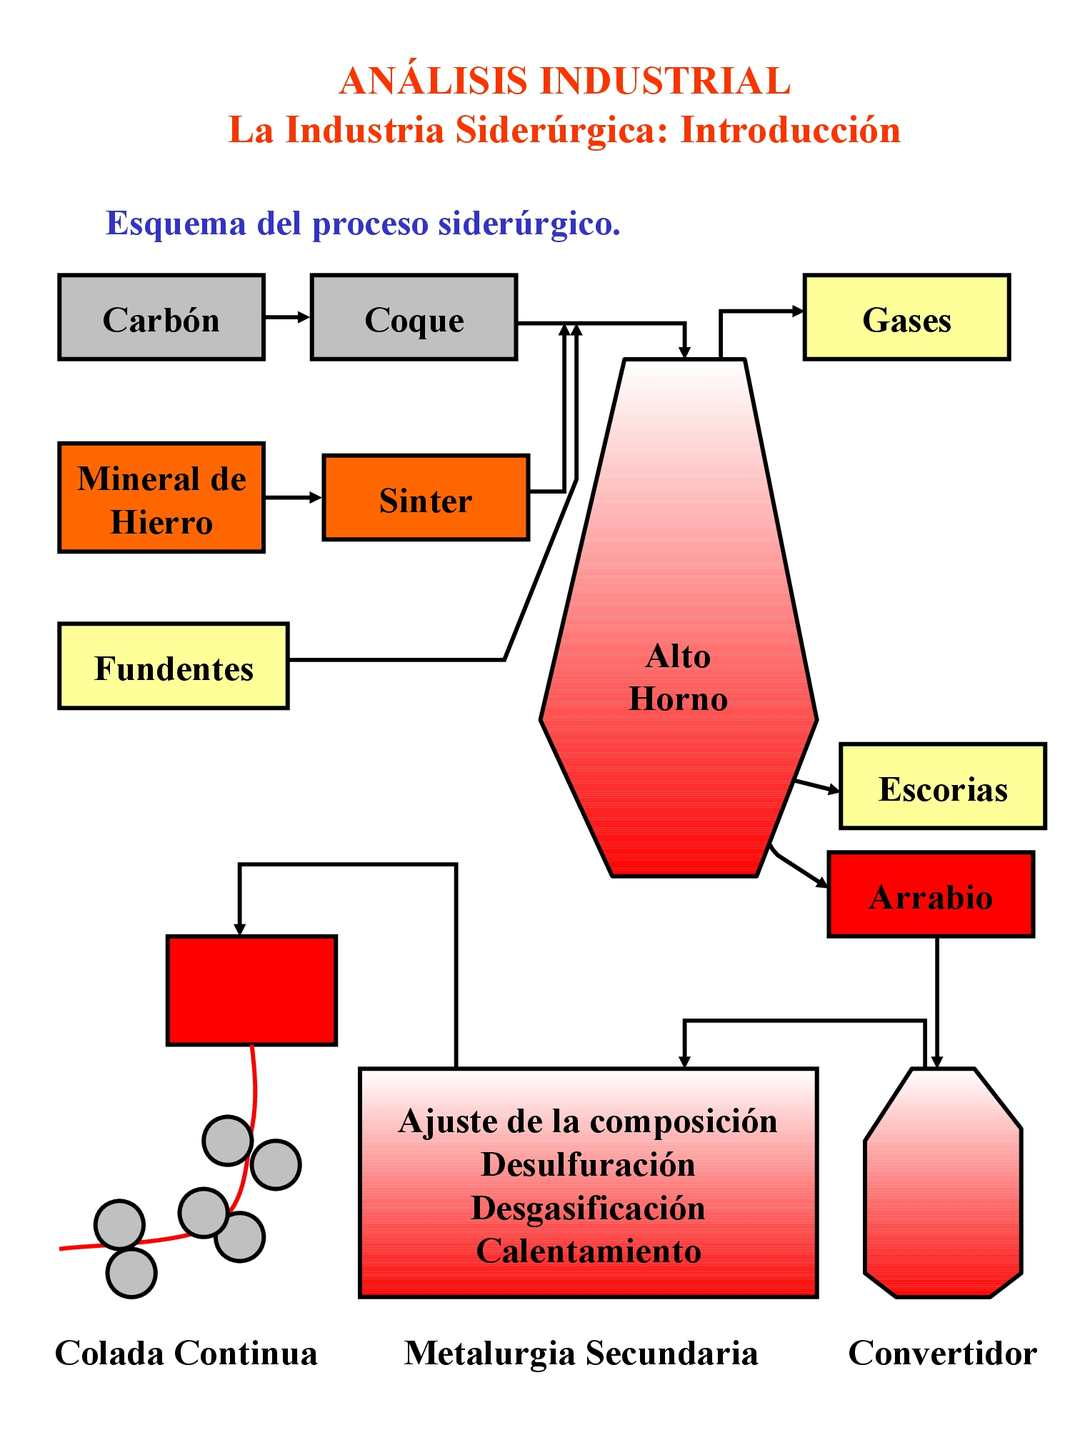 ANÁLISIS INDUSTRIAL
La Industria Siderúrgica: Introducción
Esquema del proceso siderúrgico.
Carbón
Coque
Gases
Mineral de
Hierro
Sinter
Fundentes
Alto
Horno
Escorias
Arrabio
Ajuste de la composición
Desulfuración
Desgasificación
Calentamiento
Colada Continua
Metalurgia Secundaria
Convertidor